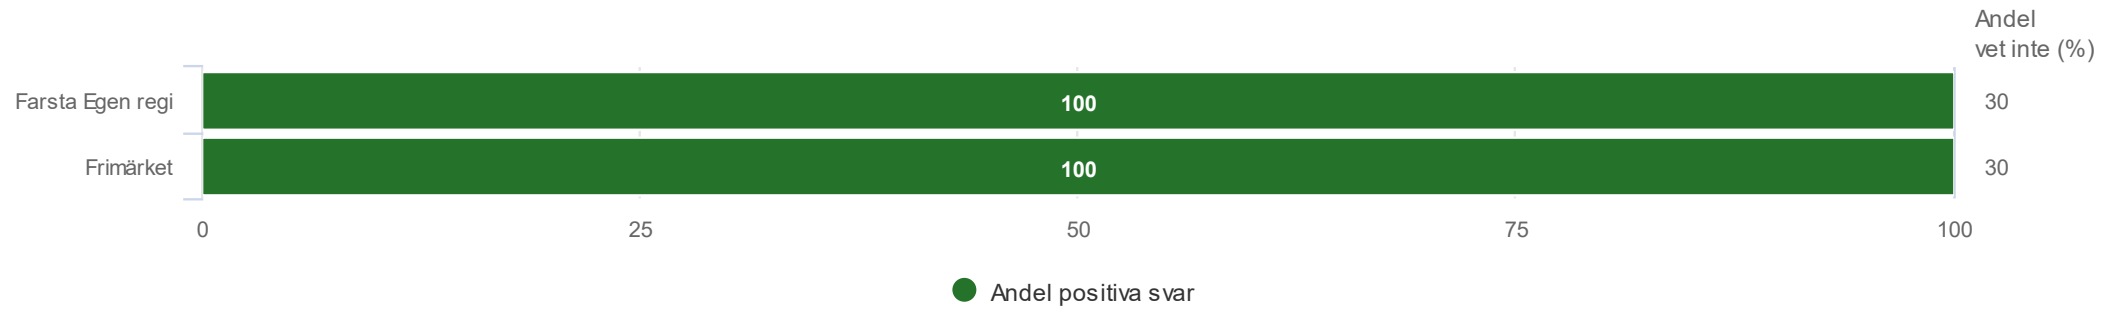 Andel
vet inte (%)
Farsta Egen regi 100 30
Frimärket 100 30
0 25 50 75 100
Andel positiva svar